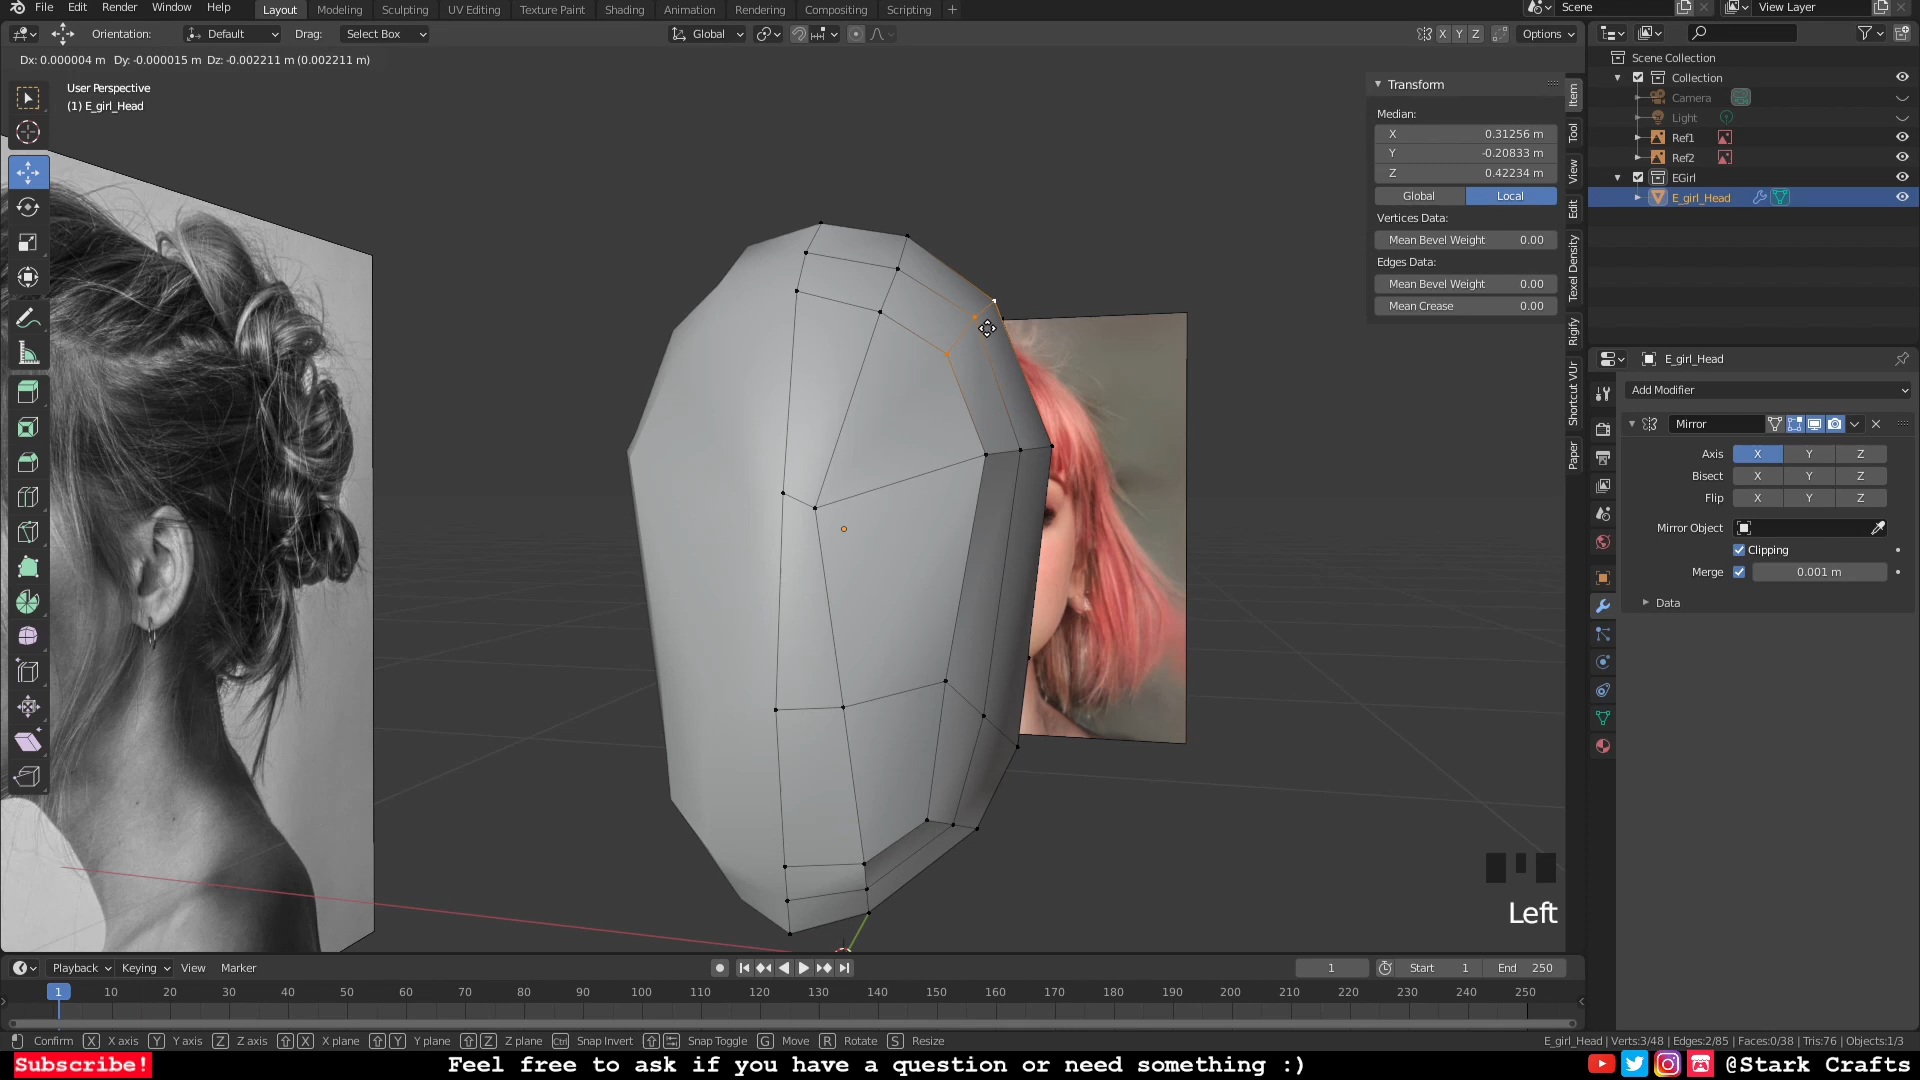 File Edit Render Window Help Layout Modeling Sculpting UV Editing Texture Paint Shading Animation Rendering Compositing Scripting + Scene View Layer
Orientation: Default Drag: Select Box Global X Y Z Options
Dx: 0.000004 m Dy: -0.000015 m Dz: -0.002211 m (0.002211 m)
User Perspective
(1) E_girl_Head
Transform
Median:
X 0.31256 m
Y -0.20833 m
Z 0.42234 m
Global Local
Vertices Data:
Mean Bevel Weight 0.00
Edges Data:
Mean Bevel Weight 0.00
Mean Crease 0.00
Item
Tool
View
Edit
Texel Density
Rigify
Shortcut VUr
Paper
Scene Collection
Collection
Camera
Light
Ref1
Ref2
EGirl
E_girl_Head
E_girl_Head
Add Modifier
Mirror
Axis X Y Z
Bisect X Y Z
Flip X Y Z
Mirror Object
Clipping
Merge 0.001 m
Data
Left
Playback Keying View Marker 1 Start 1 End 250
1 10 20 30 40 50 60 70 80 90 100 110 120 130 140 150 160 170 180 190 200 210 220 230 240 250
Confirm X X axis Y Y axis Z Z axis X X plane Y Y plane Z Z plane Ctrl Snap Invert Snap Toggle G Move R Rotate S Resize E_girl_Head | Verts:3/48 | Edges:2/85 | Faces:0/38 | Tris:76 | Objects:1/3
Subscribe! Feel free to ask if you have a question or need something :) @Stark Crafts